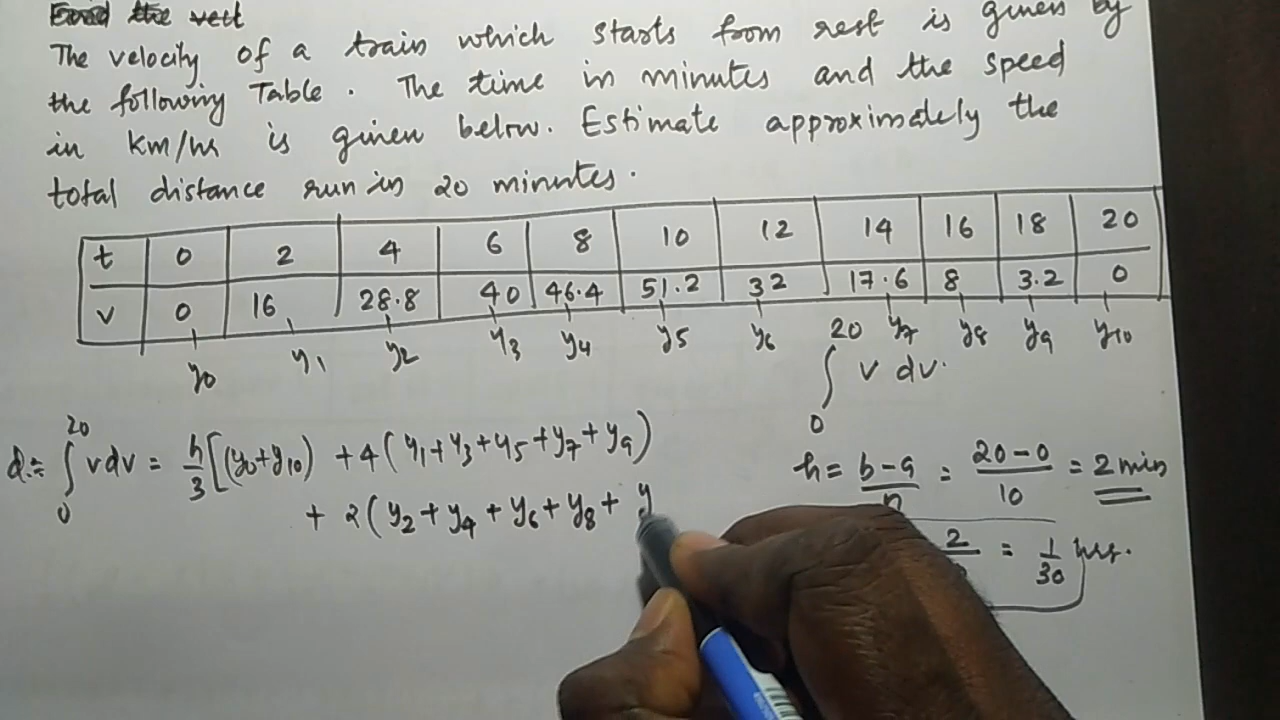 The velocity of a train which starts from rest is given by
the following Table. The time in minutes and the speed
in km/hr is given below. Estimate approximately the
total distance run in 20 minutes.
t 0 2 4 6 8 10 12 14 16 18 20
v 0 16 28.8 40 46.4 51.2 32 17.6 8 3.2 0
y0 y1 y2 y3 y4 y5 y6 y7 y8 y9 y10
∫₀²⁰ v dv.
d = ∫₀²⁰ v dv = h/3 [(y0+y10) + 4(y1+y3+y5+y7+y9)
+ 2(y2+y4+y6+y8+y
h = b-a/n = 20-0/10 = 2 min
2 = 1/30 hrs.